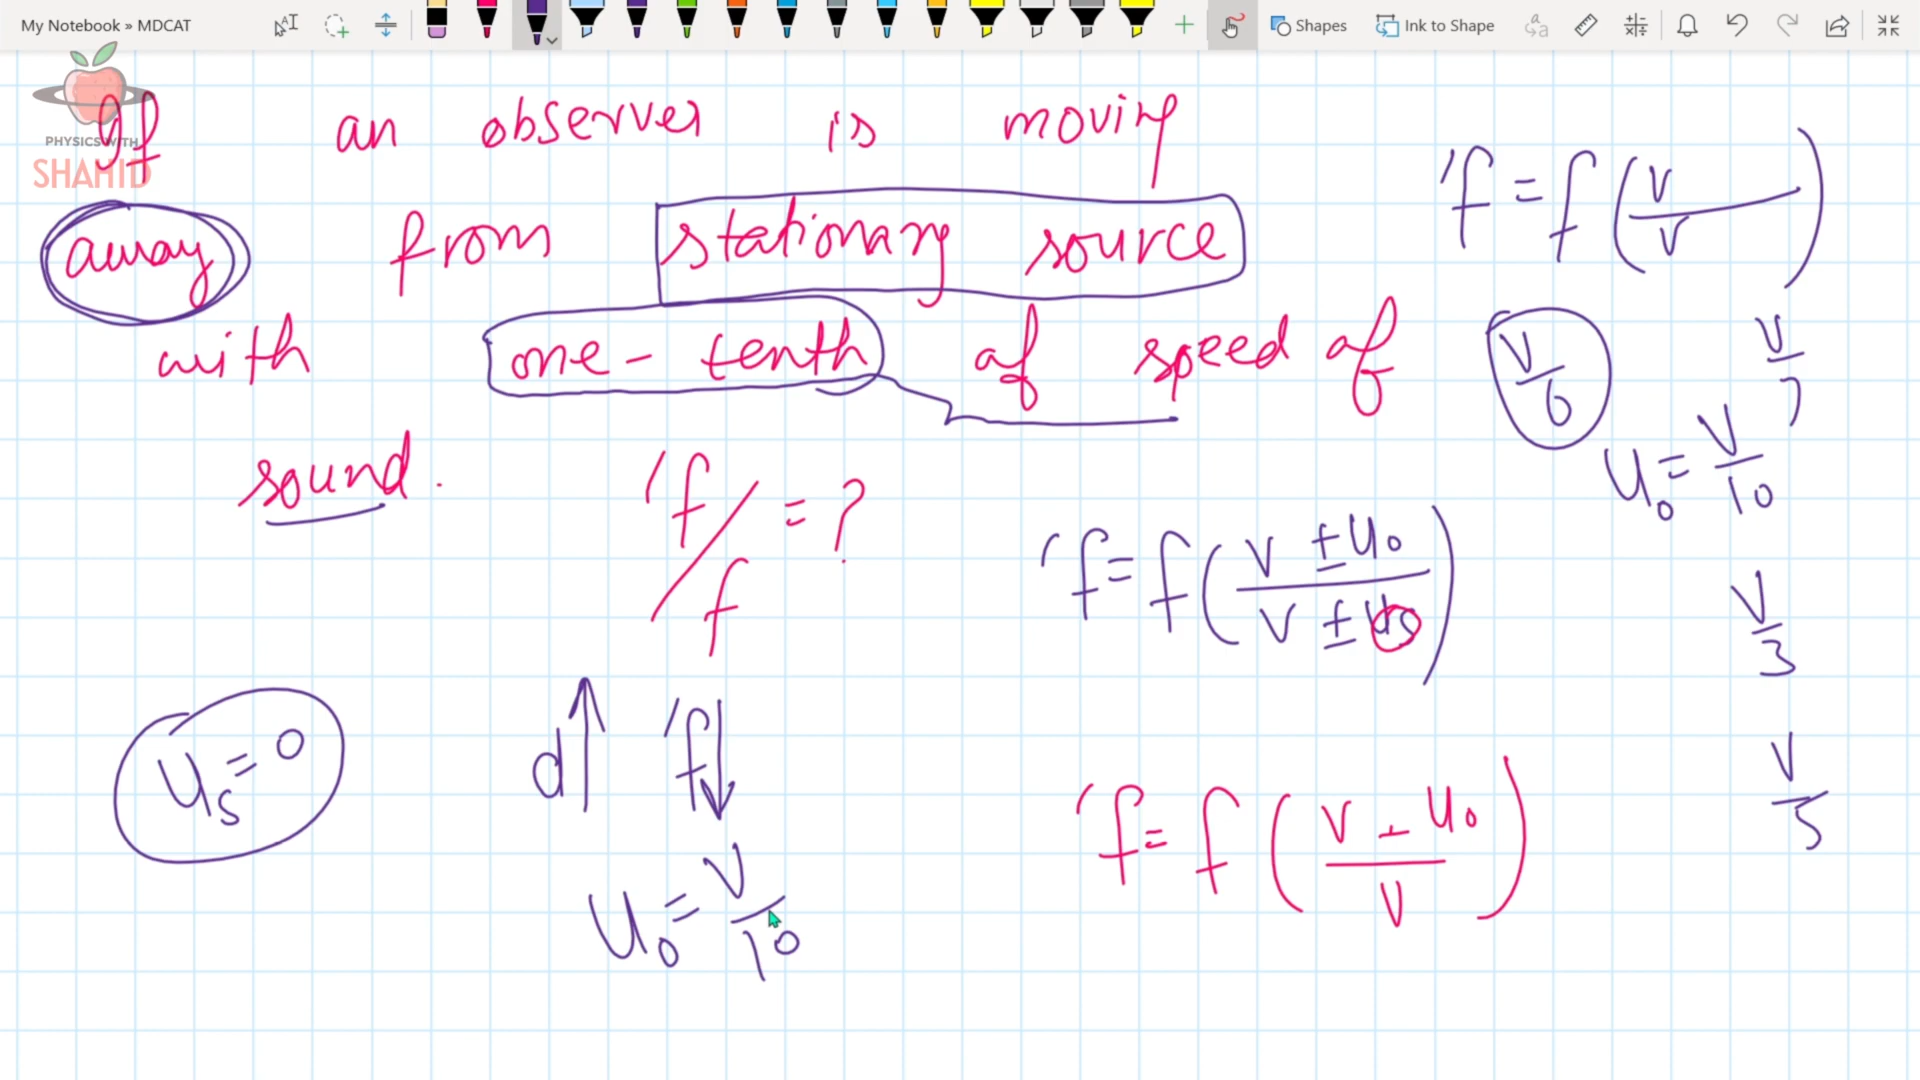 My Notebook » MDCAT
Shapes
Ink to Shape
PHYSICS WITH
SHAHID
If an observer is moving
away from stationary source
with one-tenth of speed of
sound.
'f/f = ?
'f = f(v/v)
v/6
v/7
u₀ = v/10
'f = f(v ± u₀/v ± us)
v/3
v/5
us = 0
d↑ 'f↓
u₀ = v/10
'f = f(v - u₀/v)